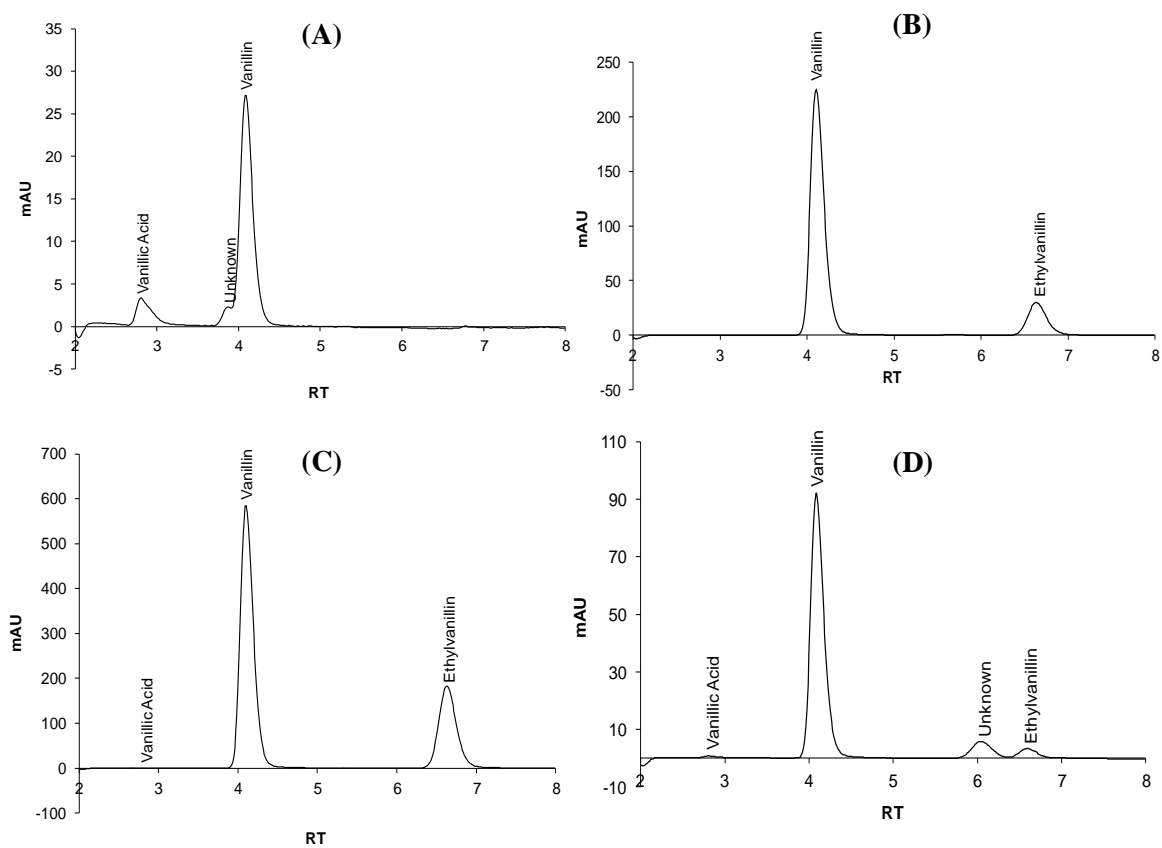 (A)
35
30
25
20
15
10
5
0
-5
mAU
Vanillic Acid
Unknown
Vanillin
2 3 4 5 6 7 8
RT
(B)
250
200
150
100
50
0
-50
mAU
Vanillin
Ethylvanillin
2 3 4 5 6 7 8
RT
(C)
700
600
500
400
300
200
100
0
-100
mAU
Vanillic Acid
Vanillin
Ethylvanillin
2 3 4 5 6 7 8
RT
(D)
110
90
70
50
30
10
-10
mAU
Vanillic Acid
Vanillin
Unknown
Ethylvanillin
2 3 4 5 6 7 8
RT